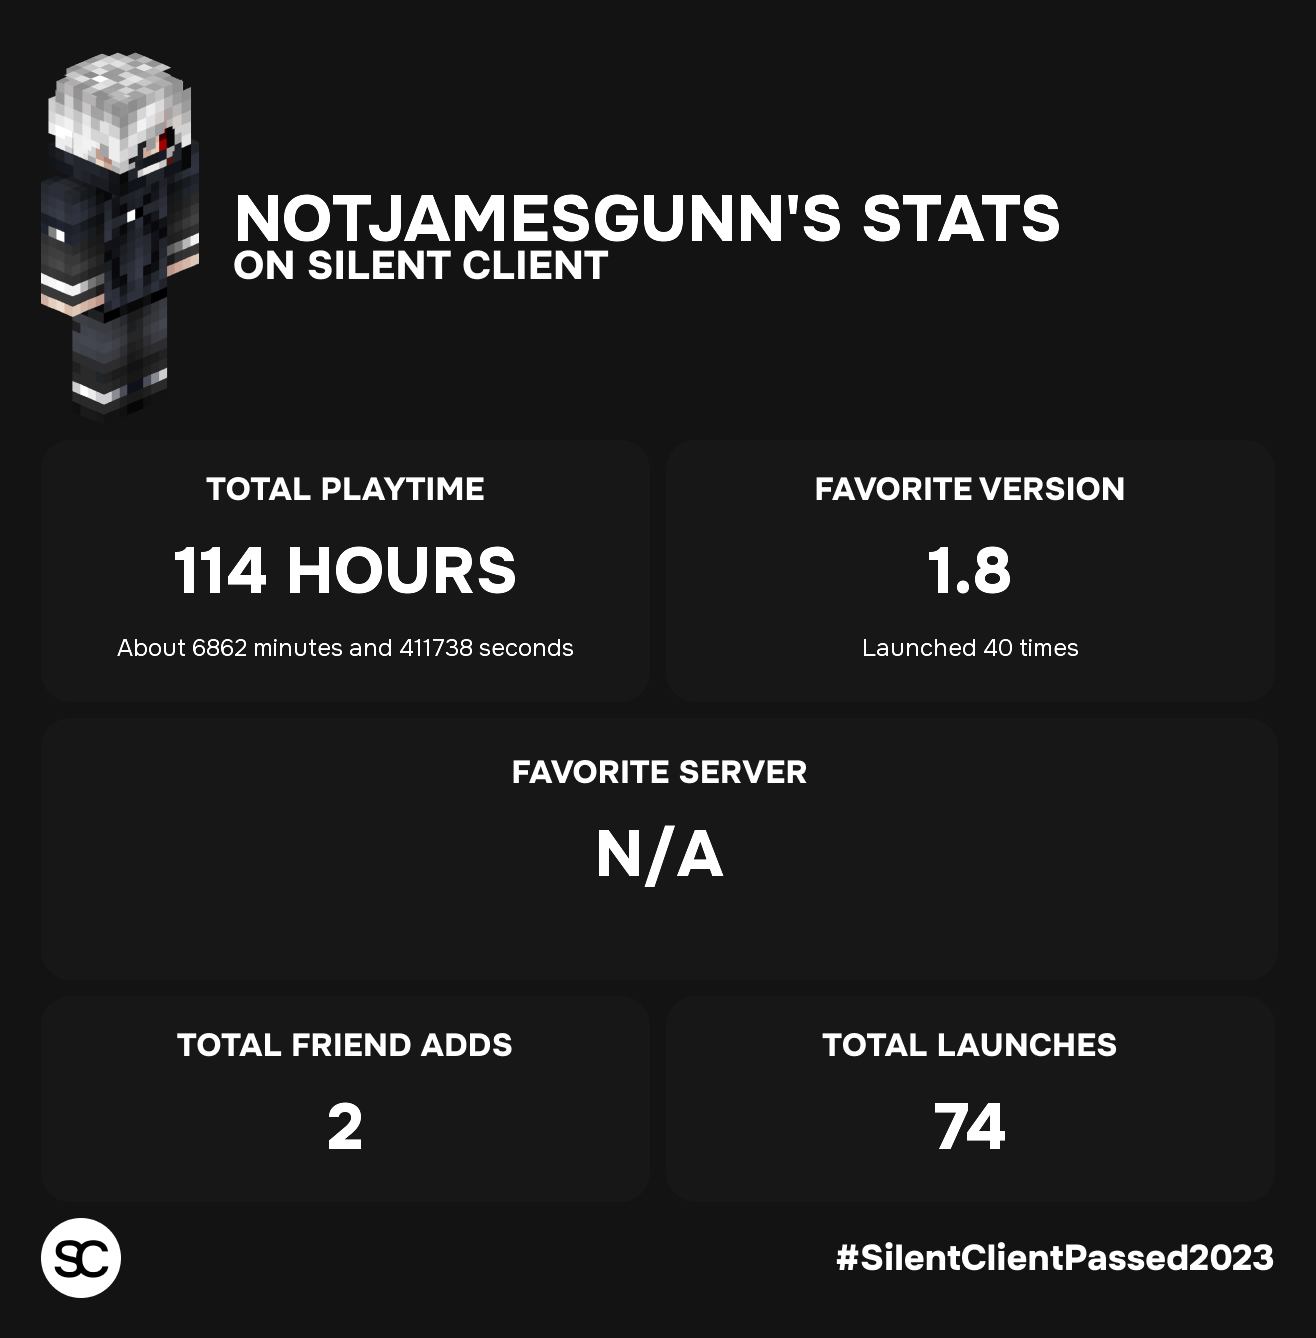 NOTJAMESGUNN'S STATS
ON SILENT CLIENT
TOTAL PLAYTIME
114 HOURS
About 6862 minutes and 411738 seconds
FAVORITE VERSION
1.8
Launched 40 times
FAVORITE SERVER
N/A
TOTAL FRIEND ADDS
2
TOTAL LAUNCHES
74
SC
#SilentClientPassed2023